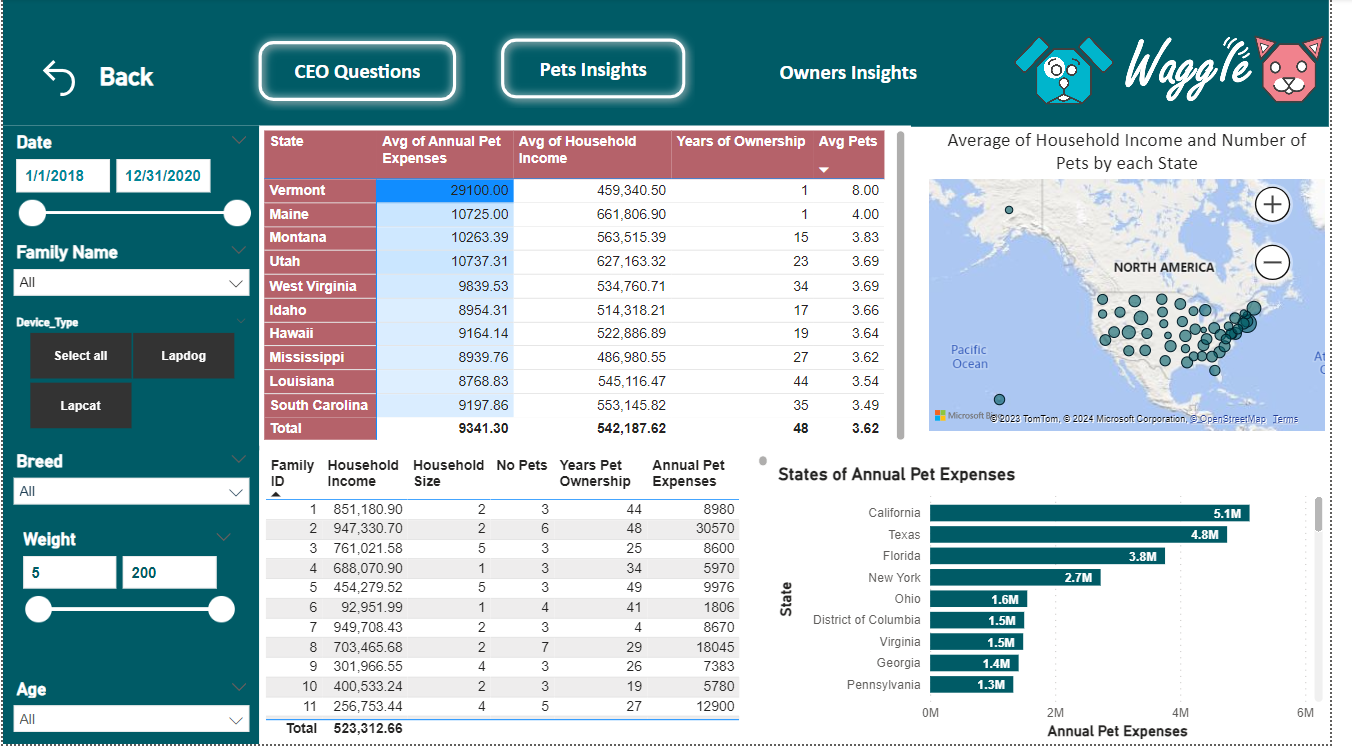 Back
CEO Questions
Pets Insights
Owners Insights
Waggle
Date
1/1/2018 12/31/2020
Family Name
All
Device_Type
Select all Lapdog
Lapcat
Breed
All
Weight
5 200
Age
All
State Avg of Annual Pet Expenses Avg of Household Income Years of Ownership Avg Pets
Vermont 29100.00 459,340.50 1 8.00
Maine 10725.00 661,806.90 1 4.00
Montana 10263.39 563,515.39 15 3.83
Utah 10737.31 627,163.32 23 3.69
West Virginia 9839.53 534,760.71 34 3.69
Idaho 8954.31 514,318.21 17 3.66
Hawaii 9164.14 522,886.89 19 3.64
Mississippi 8939.76 486,980.55 27 3.62
Louisiana 8768.83 545,116.47 44 3.54
South Carolina 9197.86 553,145.82 35 3.49
Total 9341.30 542,187.62 48 3.62
Average of Household Income and Number of
Pets by each State
NORTH AMERICA
Pacific
Ocean
At
Microsoft
©2023 TomTom, © 2024 Microsoft Corporation, © OpenStreetMap Terms
Family ID Household Income Household Size No Pets Years Pet Ownership Annual Pet Expenses
1 851,180.90 2 3 44 8980
2 947,330.70 2 6 48 30570
3 761,021.58 5 3 25 8600
4 688,070.90 1 3 34 5970
5 454,279.52 5 3 49 9976
6 92,951.99 1 4 41 1806
7 949,708.43 2 3 4 8670
8 703,465.68 2 7 29 18045
9 301,966.55 4 3 26 7383
10 400,533.24 2 3 19 5780
11 256,753.44 4 5 27 12900
Total 523,312.66
States of Annual Pet Expenses
State
California 5.1M
Texas 4.8M
Florida 3.8M
New York 2.7M
Ohio 1.6M
District of Columbia 1.5M
Virginia 1.5M
Georgia 1.4M
Pennsylvania 1.3M
0M 2M 4M 6M
Annual Pet Expenses